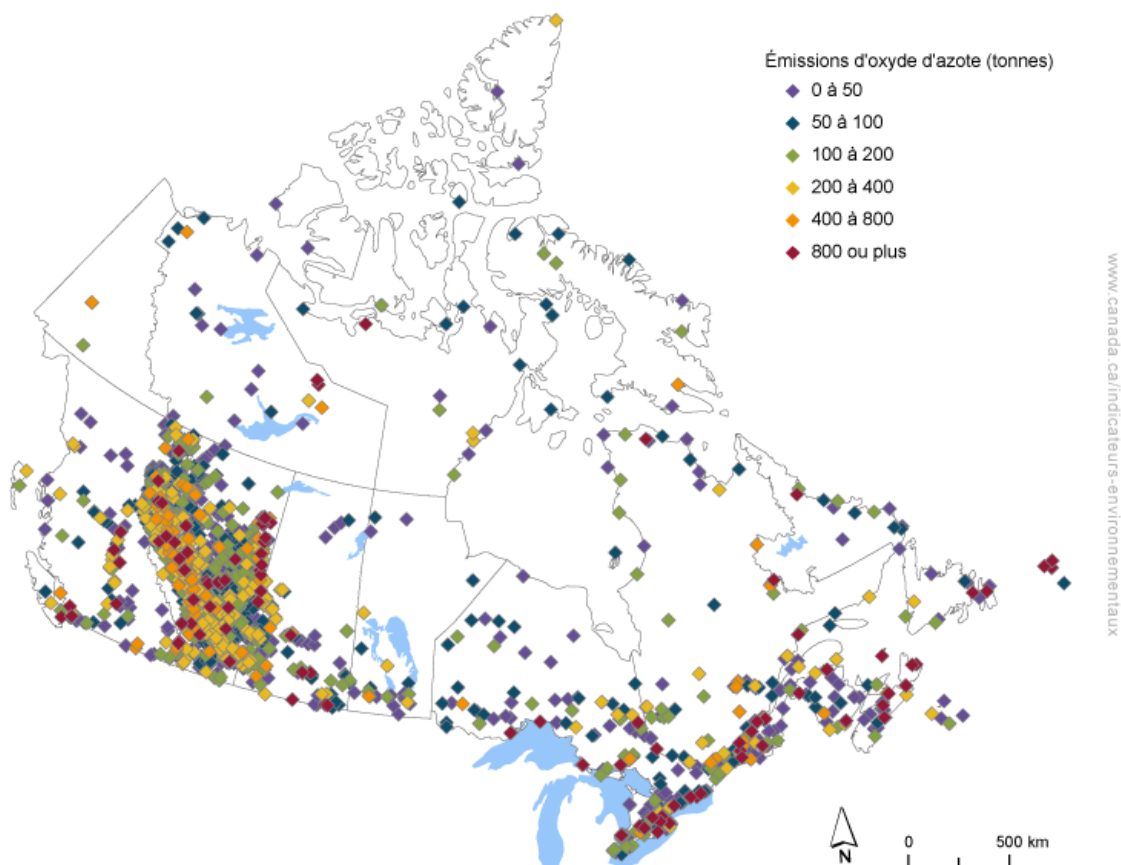 Émissions d'oxyde d'azote (tonnes)
0 à 50
50 à 100
100 à 200
200 à 400
400 à 800
800 ou plus
www.canada.ca/indicateurs-environnementaux
N
0 500 km